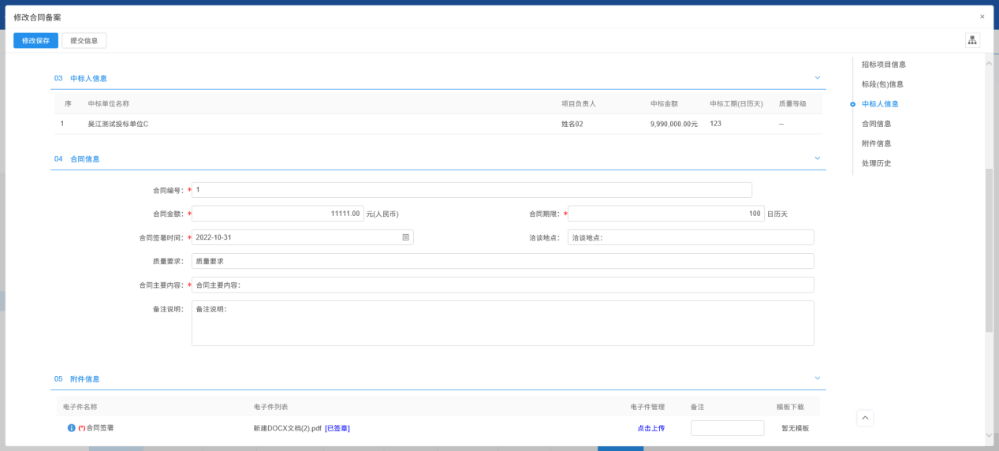 修改合同备案
×
修改保存 提交信息
03 中标人信息
序 中标单位名称 项目负责人 中标金额 中标工期(日历天) 质量等级
1 吴江测试投标单位C 姓名02 9,990,000.00元 123 --
04 合同信息
合同编号: * 1
合同金额: * 11111.00 元(人民币) 合同期限: * 100 日历天
合同签署时间: * 2022-10-31 洽谈地点: 洽谈地点:
质量要求: 质量要求
合同主要内容: * 合同主要内容:
备注说明: 备注说明:
05 附件信息
电子件名称 电子件列表 电子件管理 备注 模板下载
(*) 合同签署 新建DOCX文档(2).pdf [已签章] 点击上传 暂无模板
招标项目信息
标段(包)信息
中标人信息
合同信息
附件信息
处理历史